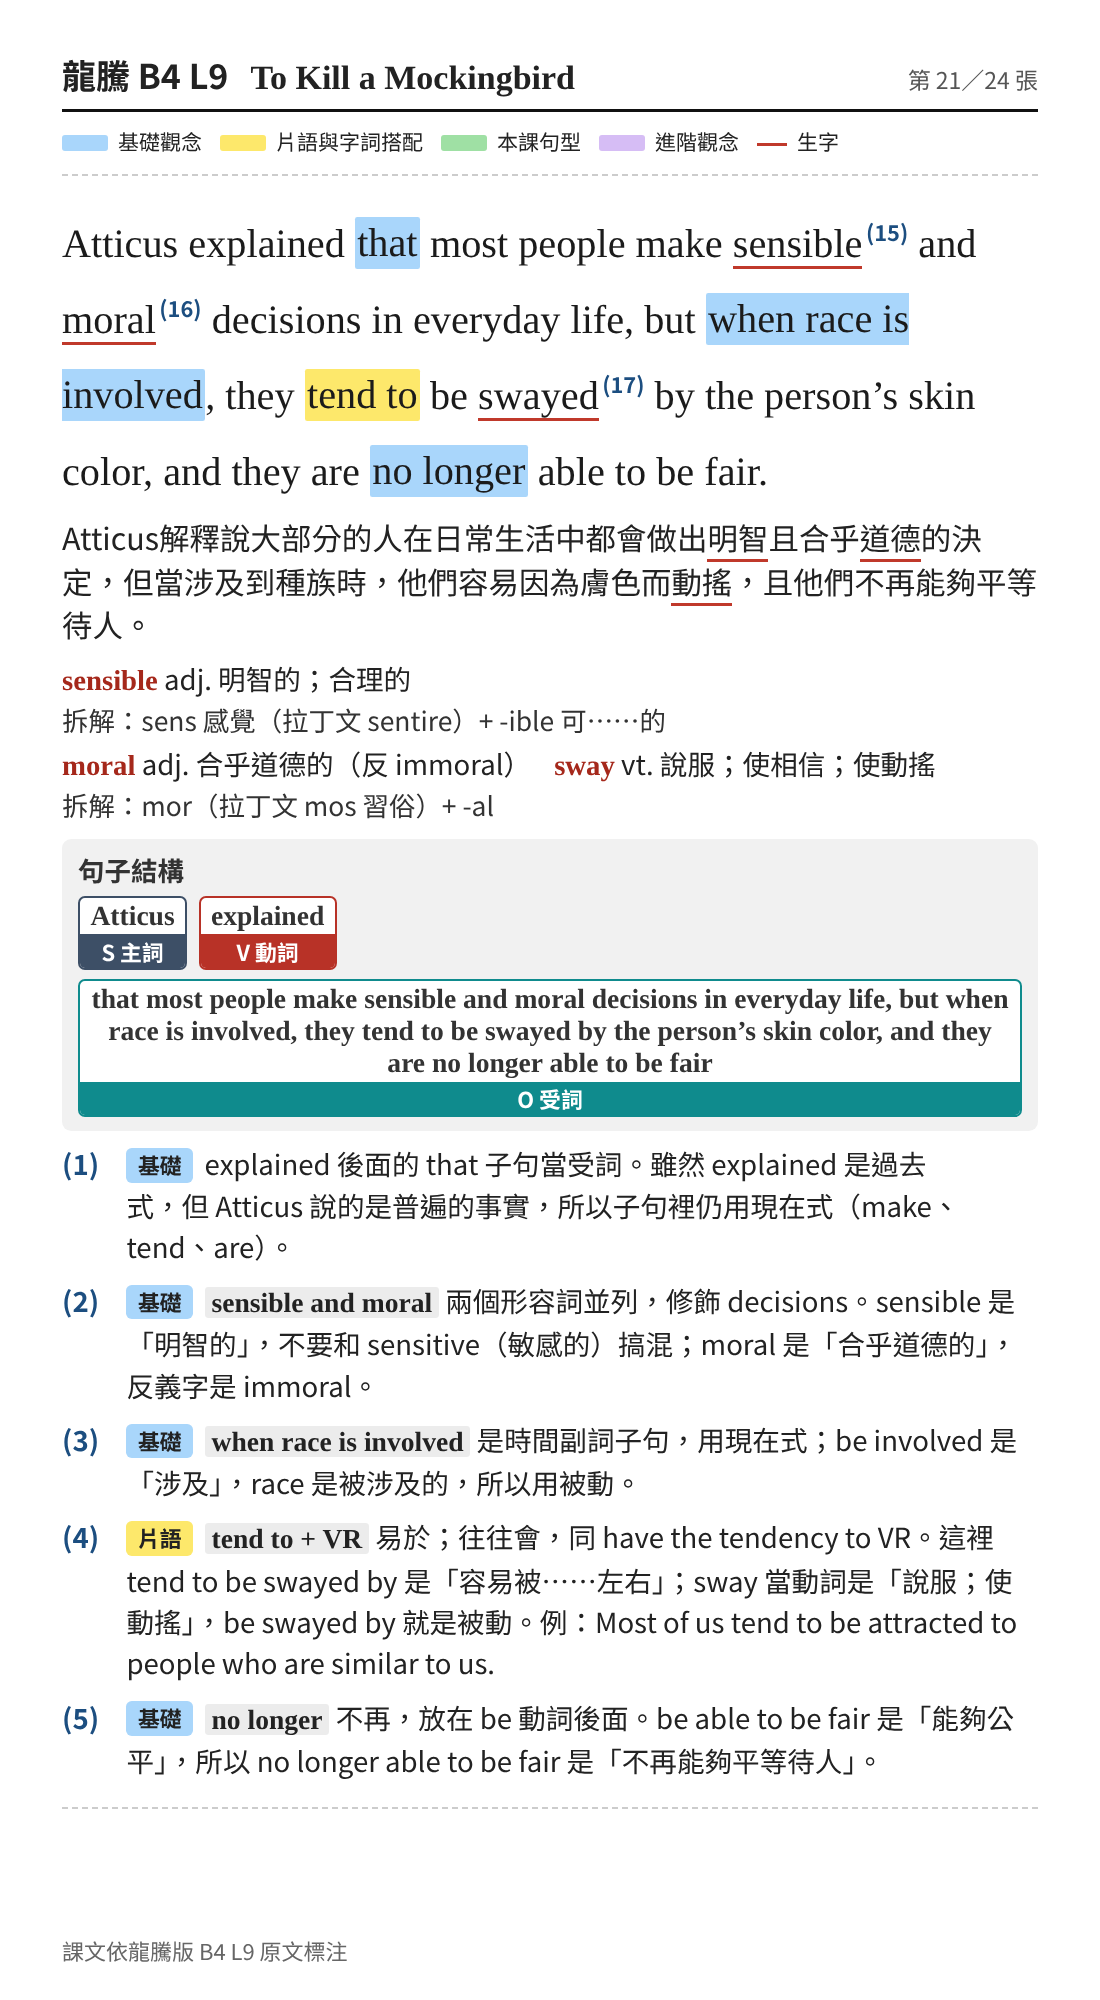 龍騰 B4 L9 To Kill a Mockingbird
第 21／24 張
基礎觀念 片語與字詞搭配 本課句型 進階觀念 生字
Atticus explained that most people make sensible(15) and
moral(16) decisions in everyday life, but when race is
involved, they tend to be swayed(17) by the person’s skin
color, and they are no longer able to be fair.
Atticus解釋說大部分的人在日常生活中都會做出明智且合乎道德的決
定，但當涉及到種族時，他們容易因為膚色而動搖，且他們不再能夠平等
待人。
sensible adj. 明智的；合理的
拆解：sens 感覺（拉丁文 sentire）+ -ible 可……的
moral adj. 合乎道德的（反 immoral） sway vt. 說服；使相信；使動搖
拆解：mor（拉丁文 mos 習俗）+ -al
句子結構
Atticus explained
S 主詞 V 動詞
that most people make sensible and moral decisions in everyday life, but when
race is involved, they tend to be swayed by the person’s skin color, and they
are no longer able to be fair
O 受詞
(1) 基礎 explained 後面的 that 子句當受詞。雖然 explained 是過去
式，但 Atticus 說的是普遍的事實，所以子句裡仍用現在式（make、
tend、are）。
(2) 基礎 sensible and moral 兩個形容詞並列，修飾 decisions。sensible 是
「明智的」，不要和 sensitive（敏感的）搞混；moral 是「合乎道德的」，
反義字是 immoral。
(3) 基礎 when race is involved 是時間副詞子句，用現在式；be involved 是
「涉及」，race 是被涉及的，所以用被動。
(4) 片語 tend to + VR 易於；往往會，同 have the tendency to VR。這裡
tend to be swayed by 是「容易被……左右」；sway 當動詞是「說服；使
動搖」，be swayed by 就是被動。例：Most of us tend to be attracted to
people who are similar to us.
(5) 基礎 no longer 不再，放在 be 動詞後面。be able to be fair 是「能夠公
平」，所以 no longer able to be fair 是「不再能夠平等待人」。
課文依龍騰版 B4 L9 原文標注